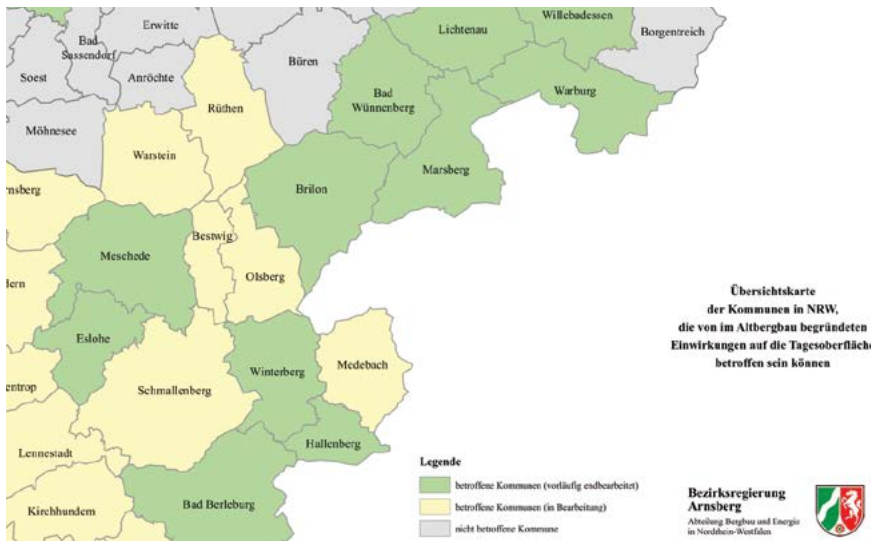 Erwitte
Willebadessen
Lichtenau
Borgentreich
Bad
Sassendorf
Soest
Anröchte
Büren
Bad
Wünnenberg
Warburg
Rüthen
Möhnesee
Warstein
Marsberg
Brilon
rnsberg
Bestwig
Meschede
Olsberg
dern
Eslohe
Winterberg
Medebach
entrop
Schmallenberg
Hallenberg
Lennestadt
Bad Berleburg
Kirchhundem
Übersichtskarte
der Kommunen in NRW,
die von im Altbergbau begründeten
Einwirkungen auf die Tagesoberfläche
betroffen sein können
Legende
betroffene Kommunen (vorläufig endbearbeitet)
betroffene Kommunen (in Bearbeitung)
nicht betroffene Kommune
Bezirksregierung
Arnsberg
Abteilung Bergbau und Energie
in Nordrhein-Westfalen